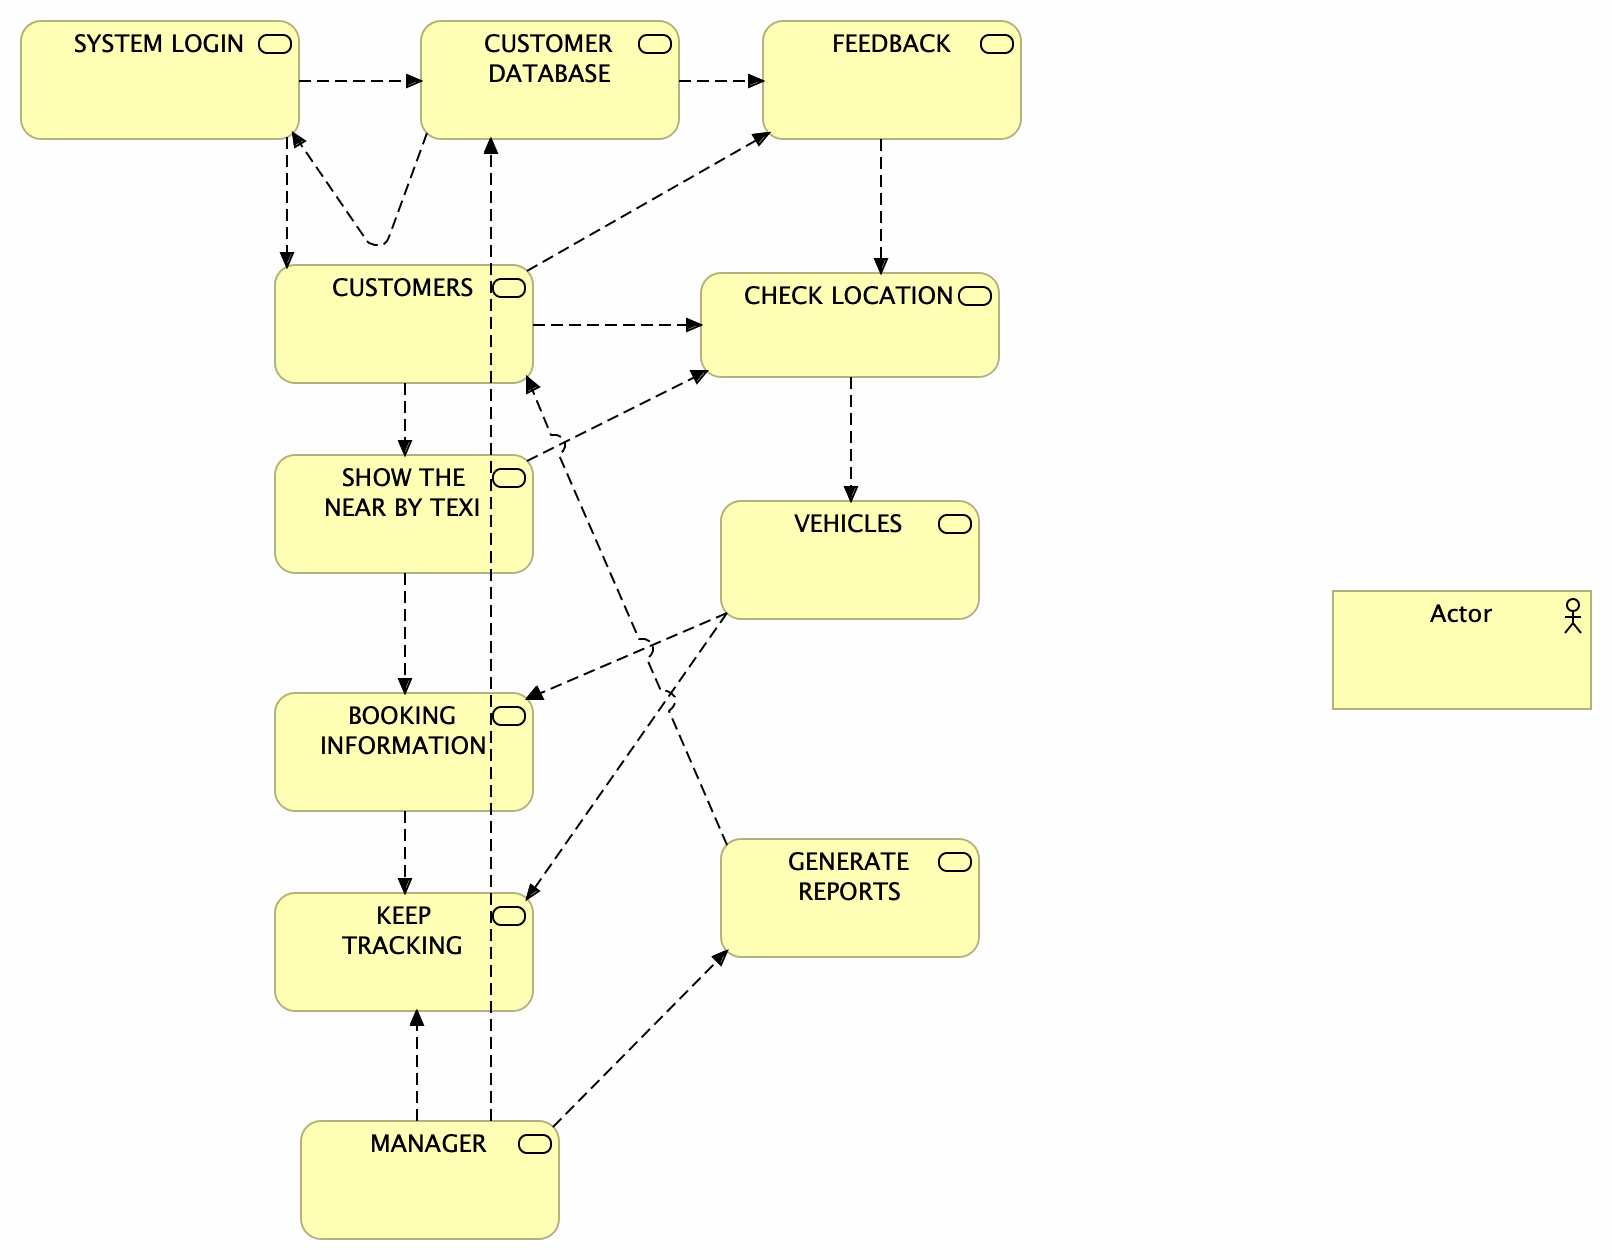 SYSTEM LOGIN
CUSTOMER
DATABASE
FEEDBACK
CUSTOMERS
CHECK LOCATION
SHOW THE
NEAR BY TEXI
VEHICLES
Actor
BOOKING
INFORMATION
GENERATE
REPORTS
KEEP
TRACKING
MANAGER